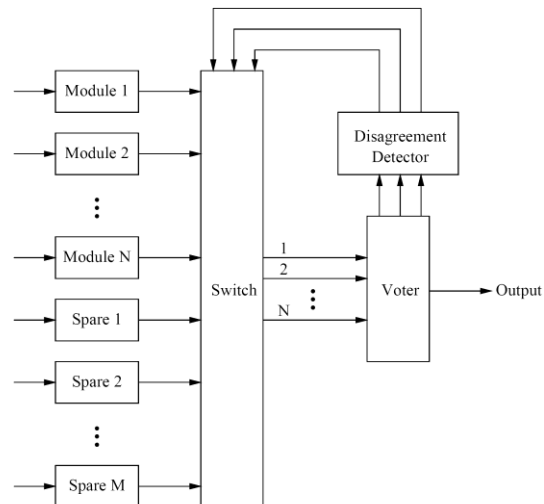 Module 1
Module 2
Module N
Spare 1
Spare 2
Spare M
Switch
1
2
N
Disagreement
Detector
Voter
Output